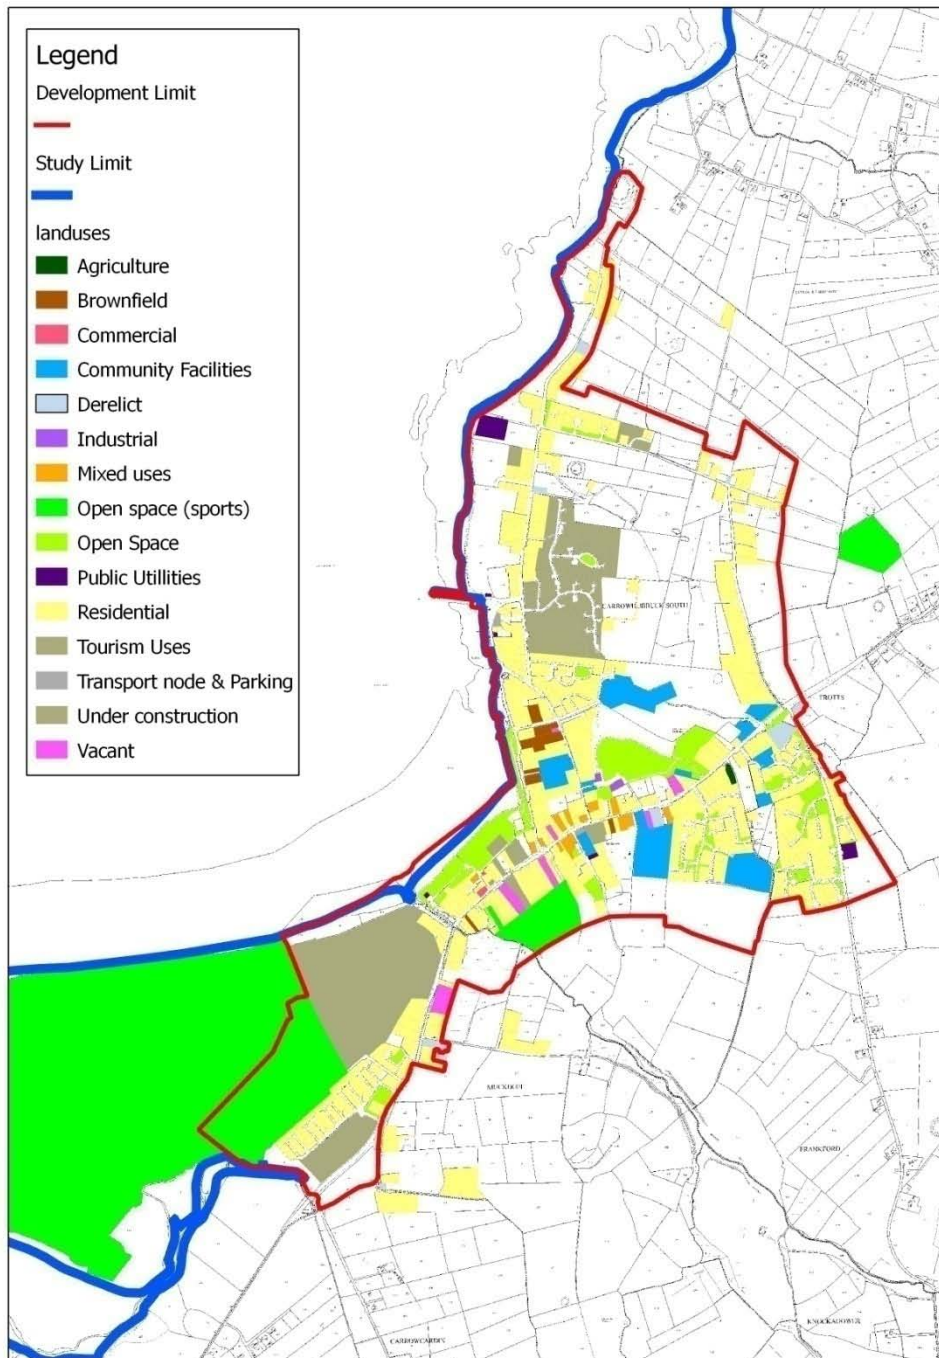 Legend
Development Limit
Study Limit
landuses
Agriculture
Brownfield
Commercial
Community Facilities
Derelict
Industrial
Mixed uses
Open space (sports)
Open Space
Public Utillities
Residential
Tourism Uses
Transport node & Parking
Under construction
Vacant
TROTTS
FRANKFORD